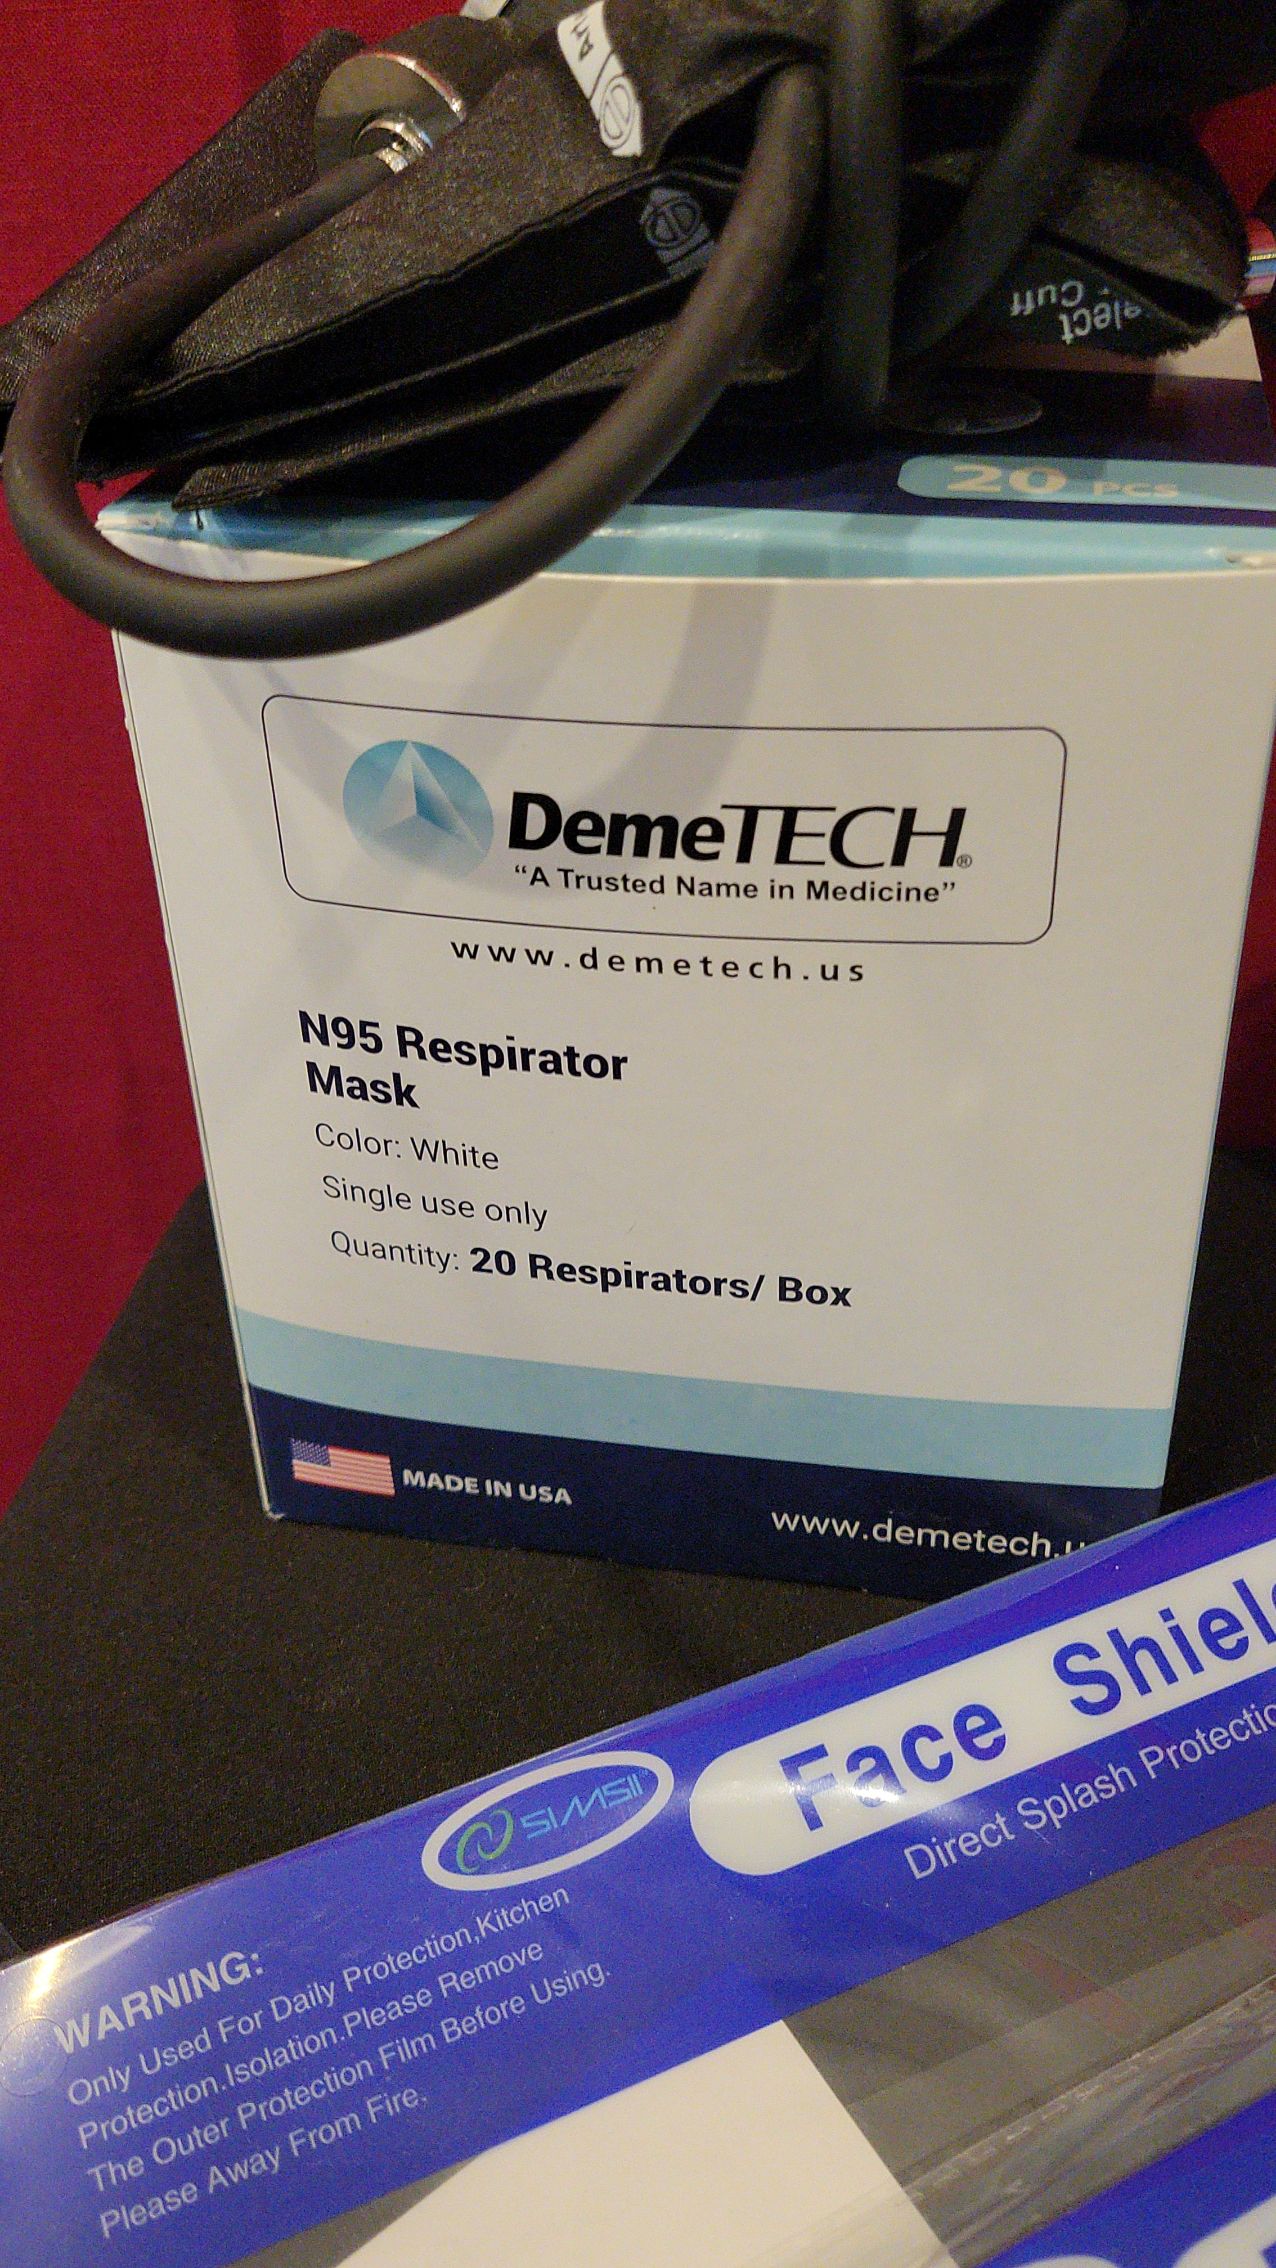 Cuff
20 PCS
DemeTECH®
“A Trusted Name in Medicine”
www.demetech.us
N95 Respirator
Mask
Color: White
Single use only
Quantity: 20 Respirators/ Box
MADE IN USA
www.demetech.u
Face Shiel
Direct Splash Protectio
SIMSII™
WARNING:
Only Used For Daily Protection,Kitchen
Protection.Isolation.Please Remove
The Outer Protection Film Before Using.
Please Away From Fire.